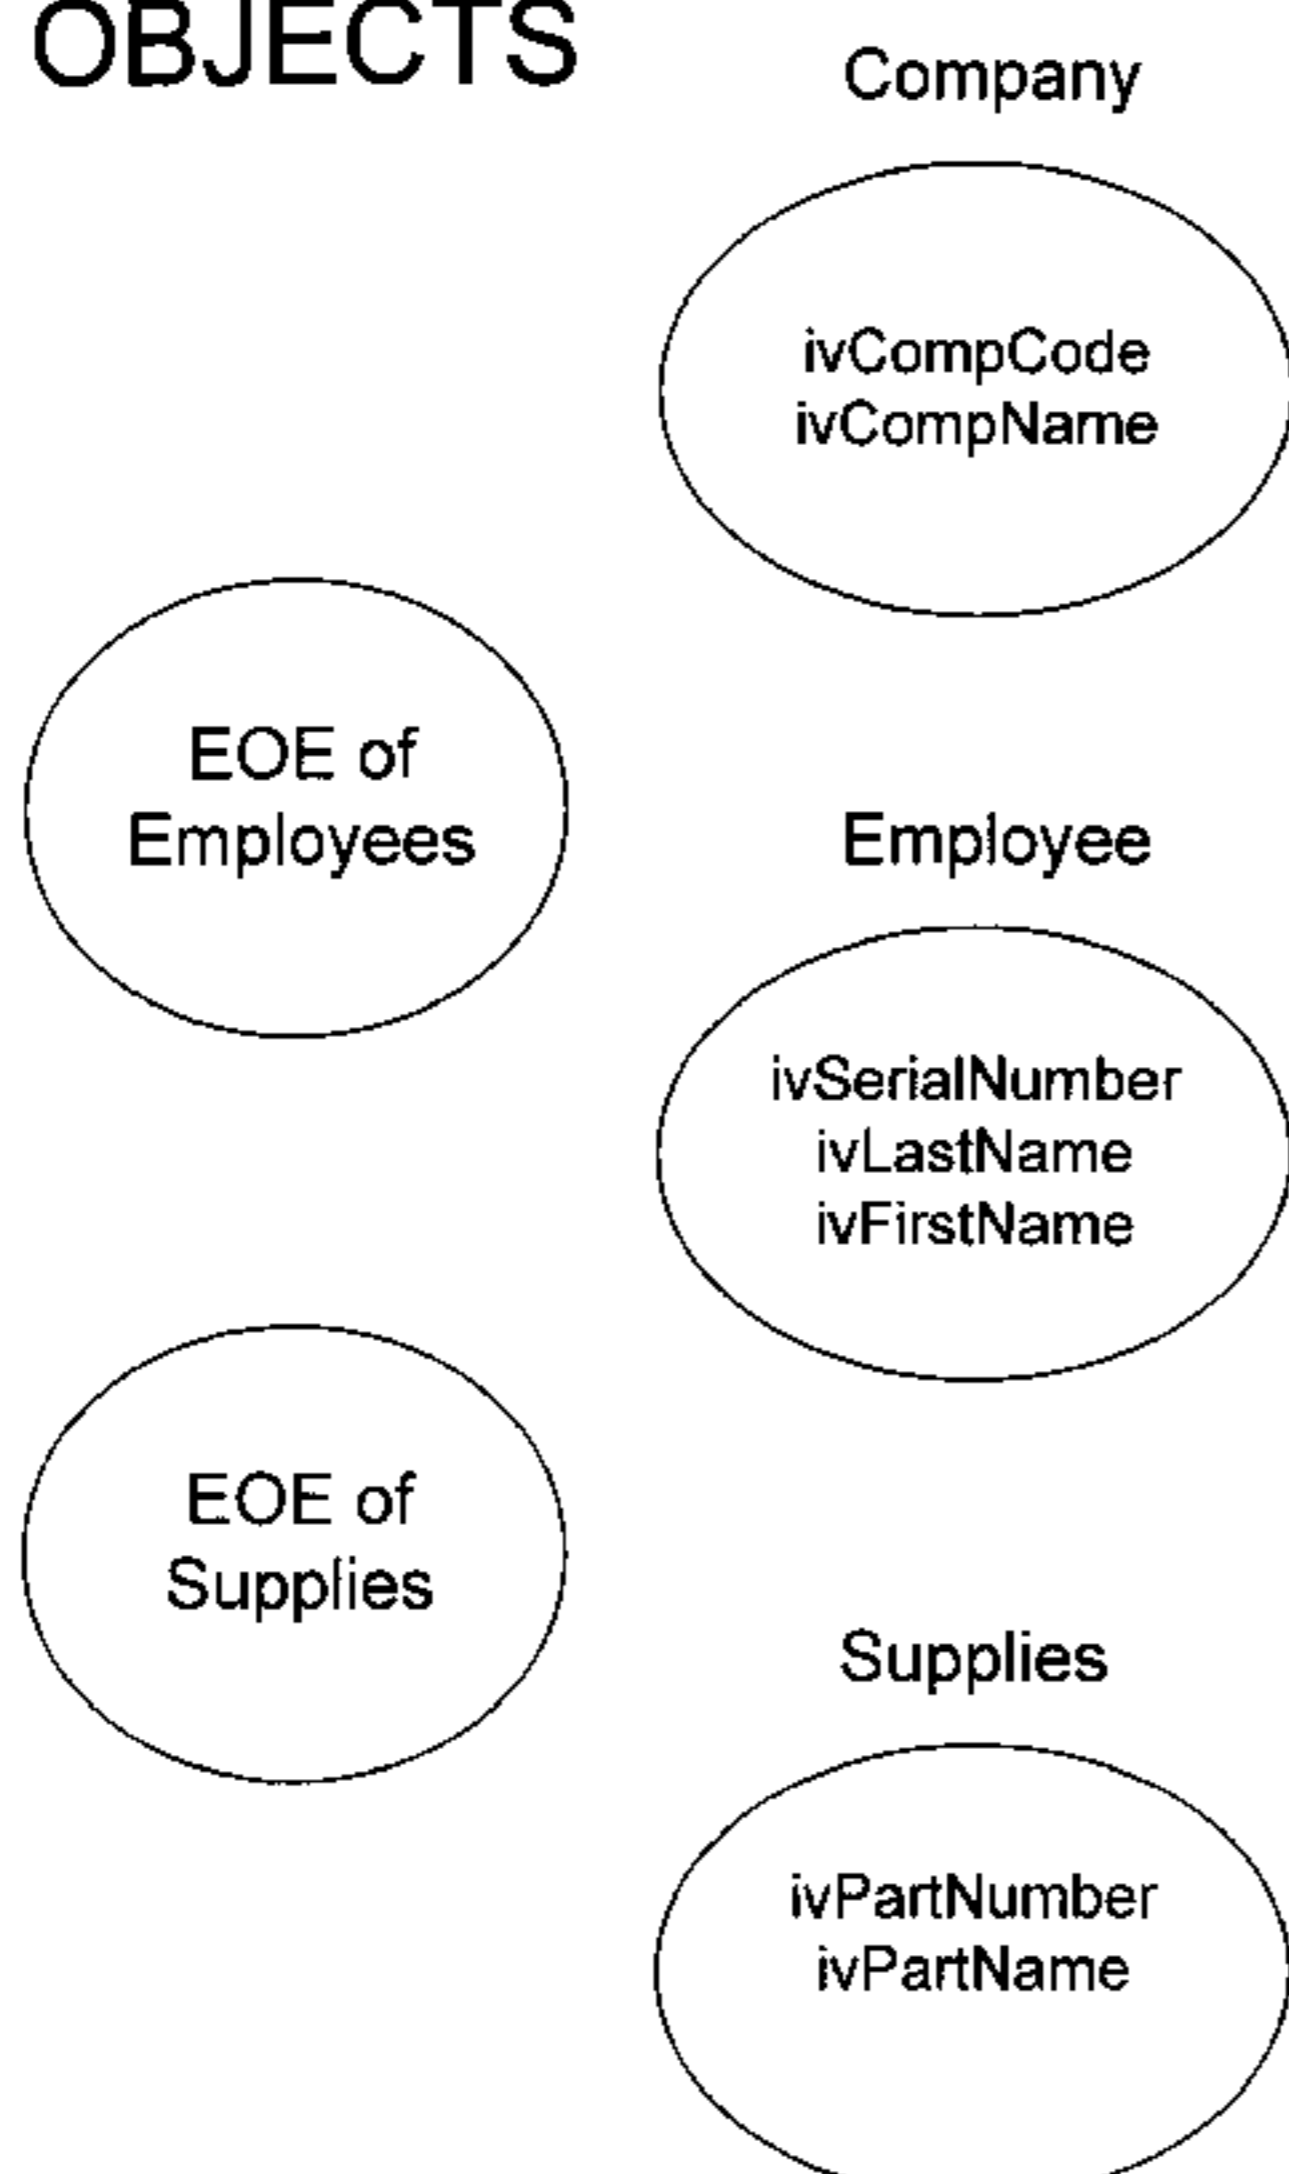 OBJECTS
Company
ivCompCode
ivCompName
EOE of
Employees
Employee
ivSerialNumber
ivLastName
ivFirstName
EOE of
Supplies
Supplies
ivPartNumber
ivPartName